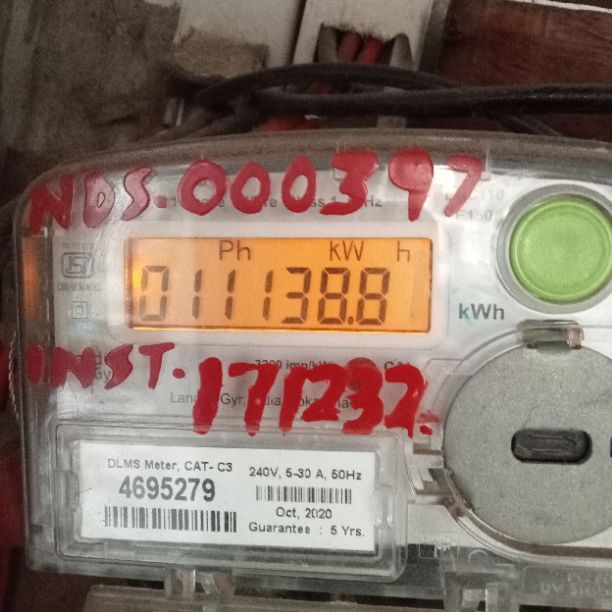 NDS-000397
Ph kW h
011138.8
kWh
INST-171232.
DLMS Meter, CAT- C3
4695279
240V, 5-30 A, 50Hz
Oct, 2020
Guarantee : 5 Yrs.